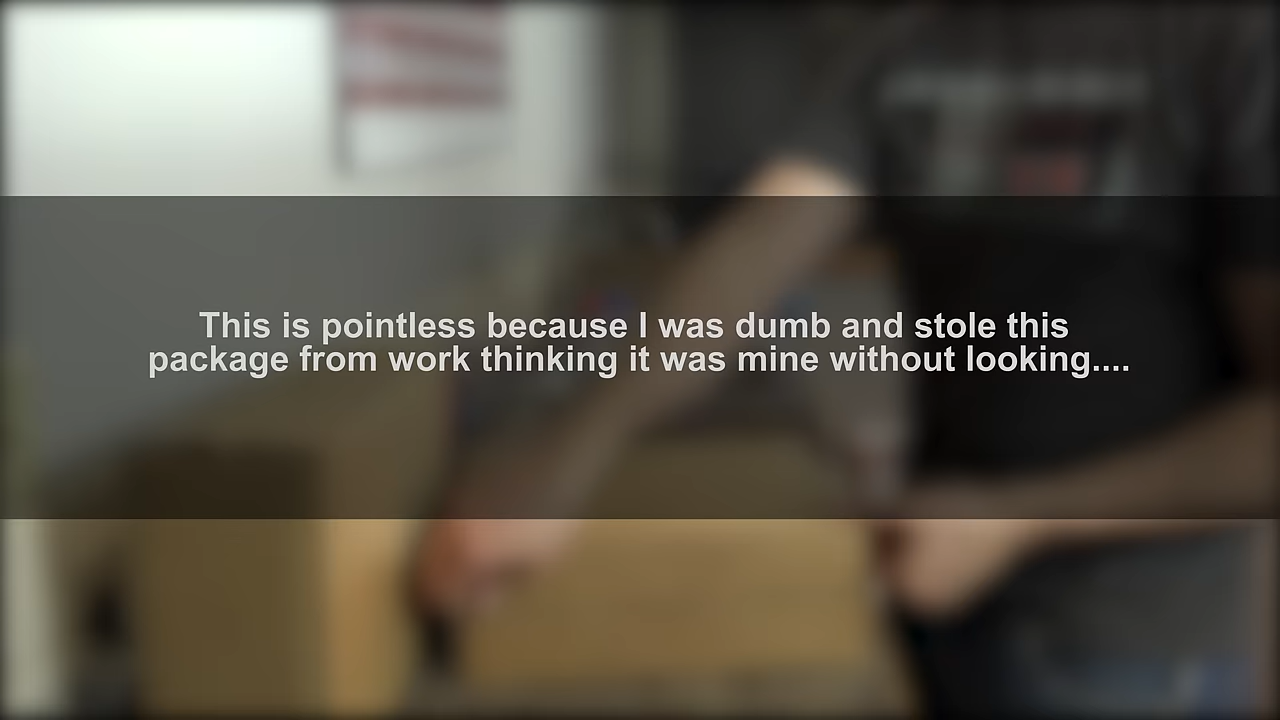 This is pointless because I was dumb and stole this
package from work thinking it was mine without looking....